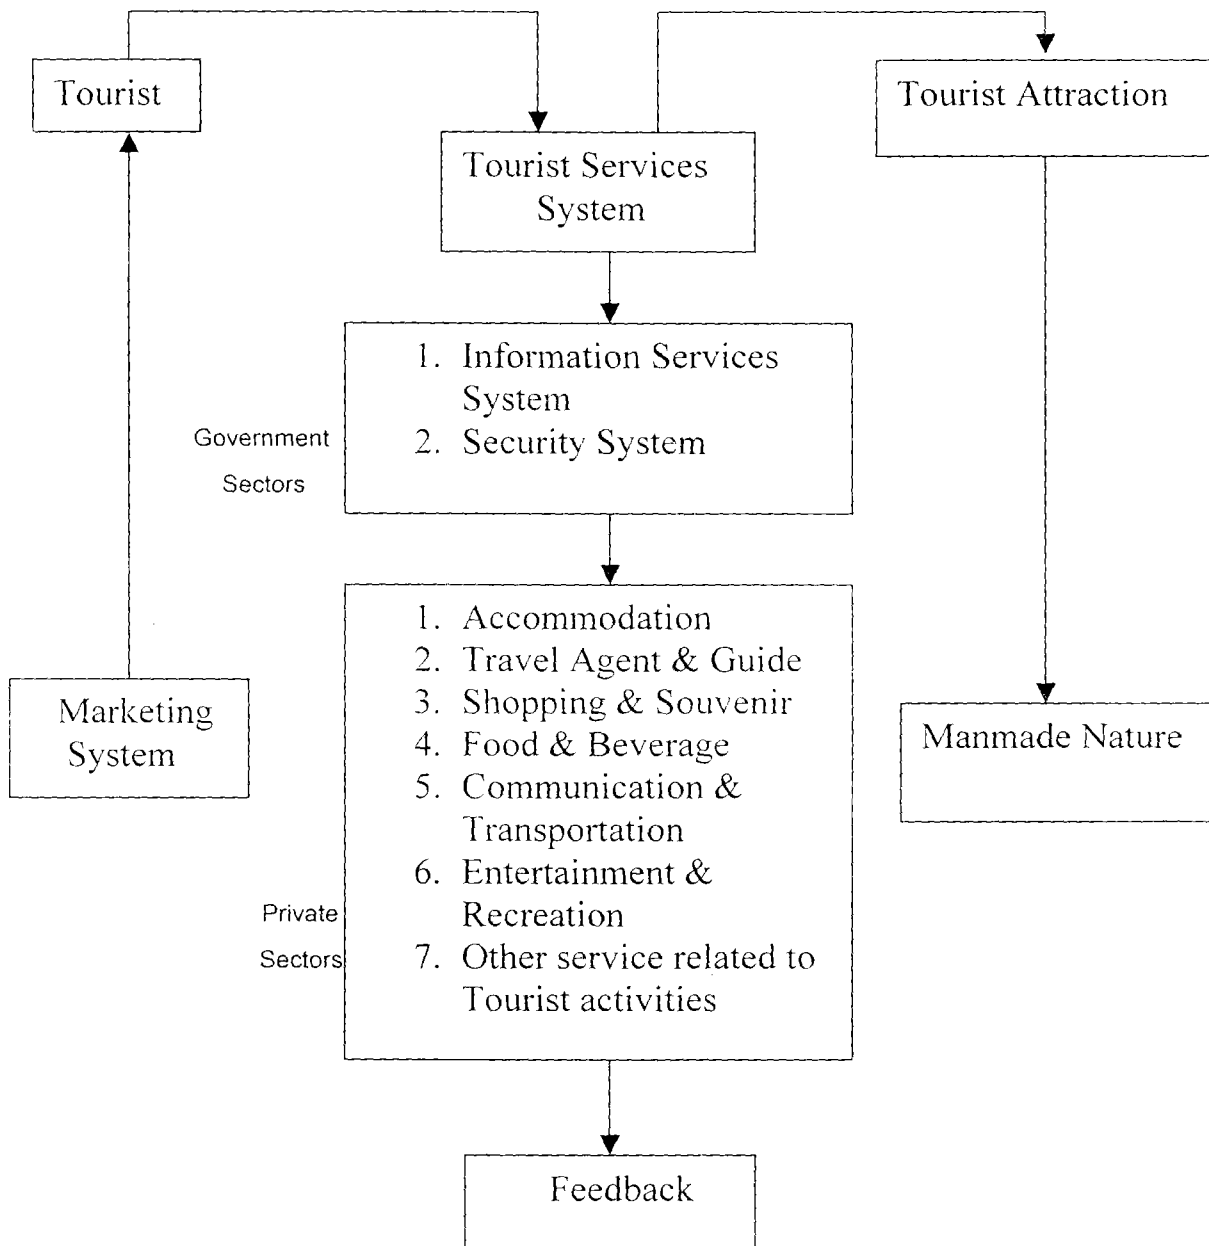 Tourist
Tourist Attraction
Tourist Services
System
1. Information Services
System
2. Security System
Government
Sectors
1. Accommodation
2. Travel Agent & Guide
3. Shopping & Souvenir
4. Food & Beverage
5. Communication &
Transportation
6. Entertainment &
Recreation
7. Other service related to
Tourist activities
Private
Sectors
Marketing
System
Manmade Nature
Feedback